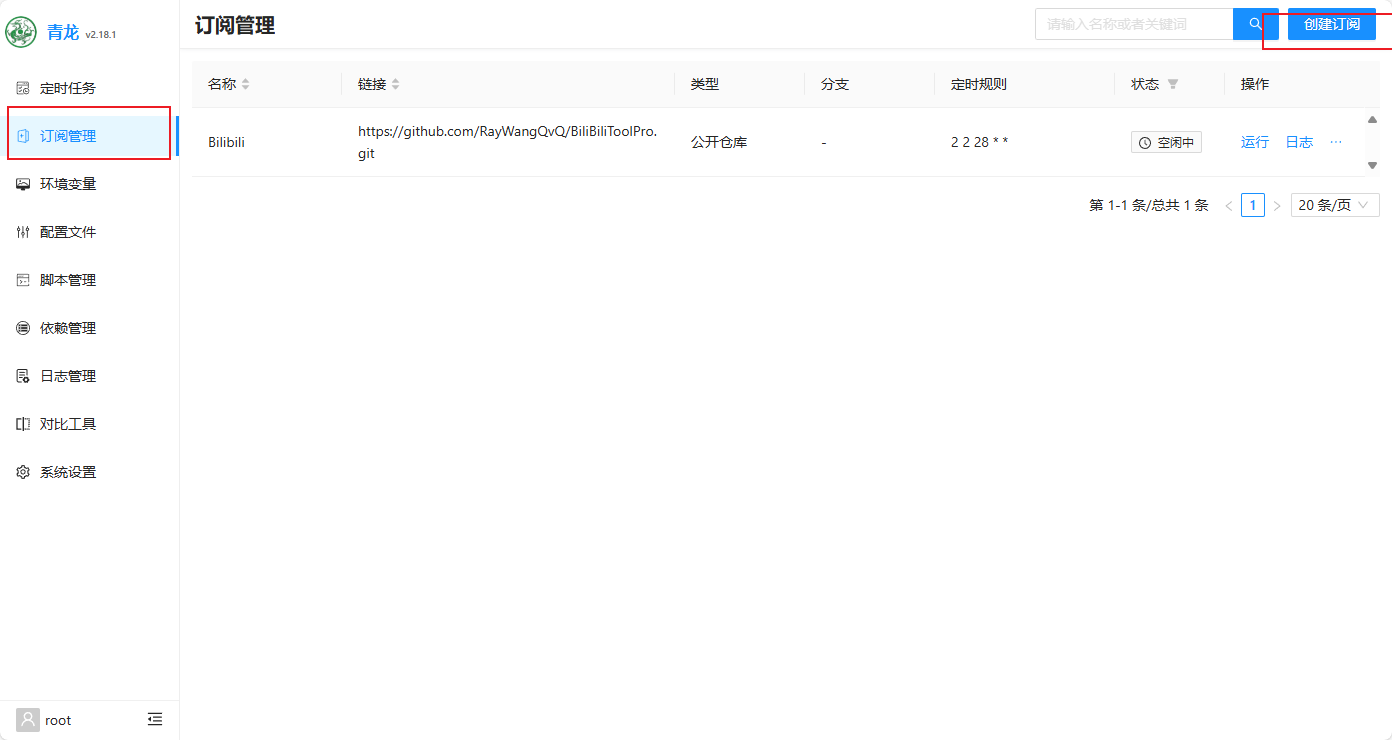 青龙 v2.18.1
定时任务
订阅管理
环境变量
配置文件
脚本管理
依赖管理
日志管理
对比工具
系统设置
root
订阅管理
请输入名称或者关键词
创建订阅
名称 链接 类型 分支 定时规则 状态 操作
Bilibili https://github.com/RayWangQvQ/BiliBiliToolPro. 公开仓库 - 2 2 28 * * 空闲中 运行 日志 ···
git
第 1-1 条/总共 1 条 < 1 > 20 条/页